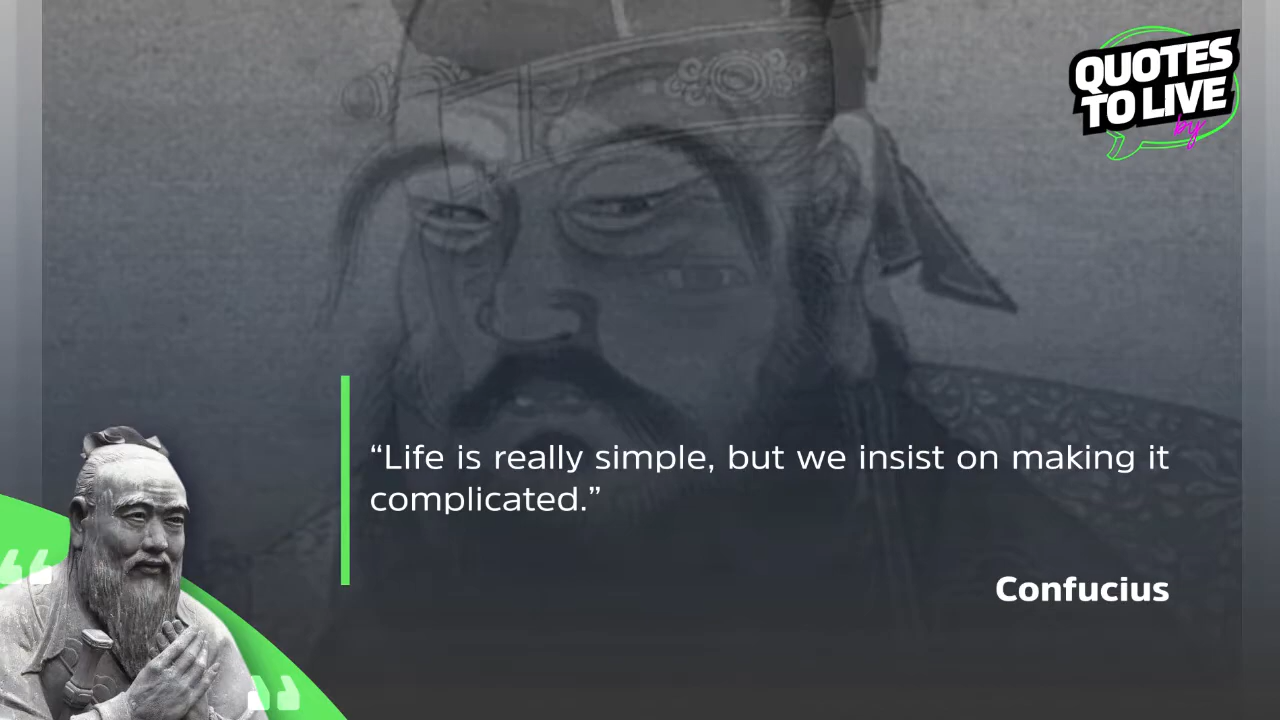 QUOTES
TO LIVE
by
“Life is really simple, but we insist on making it
complicated.”
Confucius